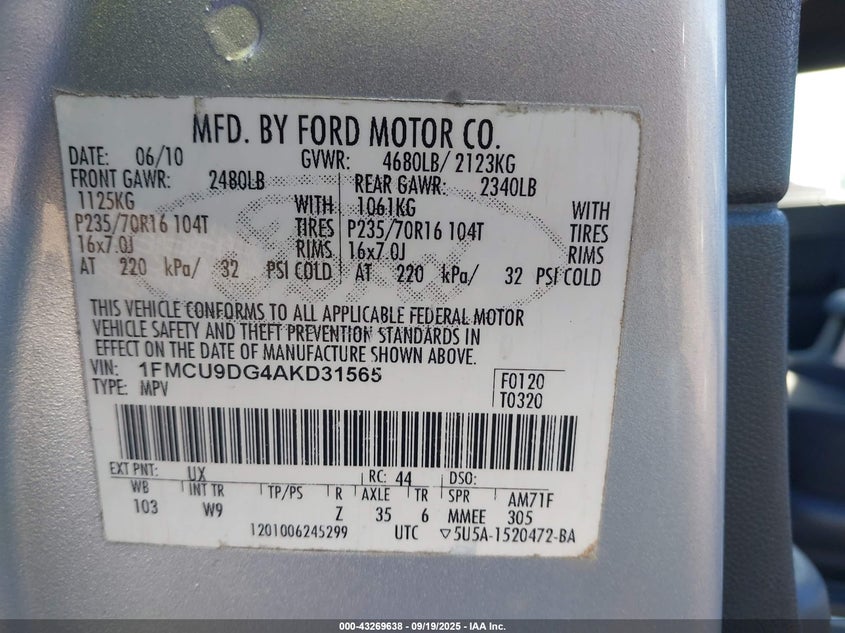 MFD. BY FORD MOTOR CO.
DATE: 06/10 GVWR: 4680LB/ 2123KG
FRONT GAWR: 2480LB REAR GAWR: 2340LB
1125KG WITH 1061KG WITH
P235/70R16 104T TIRES P235/70R16 104T TIRES
16x7.0J RIMS 16x7.0J RIMS
AT 220 kPa/ 32 PSI COLD AT 220 kPa/ 32 PSI COLD
THIS VEHICLE CONFORMS TO ALL APPLICABLE FEDERAL MOTOR
VEHICLE SAFETY AND THEFT PREVENTION STANDARDS IN
EFFECT ON THE DATE OF MANUFACTURE SHOWN ABOVE.
VIN: 1FMCU9DG4AKD31565 F0120
TYPE: MPV T0320
EXT PNT: UX RC: 44 DSO:
WB INT TR TP/PS R AXLE TR SPR AM71F
103 W9 Z 35 6 MMEE 305
1201006245299 UTC ▽5U5A-1520472-BA
000-43269638 - 09/19/2025 - IAA Inc.